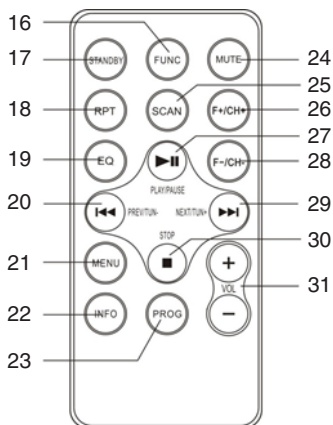 16
17 STANDBY FUNC MUTE 24
25
18 RPT SCAN F+/CH+ 26
27
19 EQ F-/CH- 28
PLAY/PAUSE
20 PREV/TUN- NEXT/TUN+ 29
STOP
30
21 MENU +
VOL 31
22 INFO PROG −
23